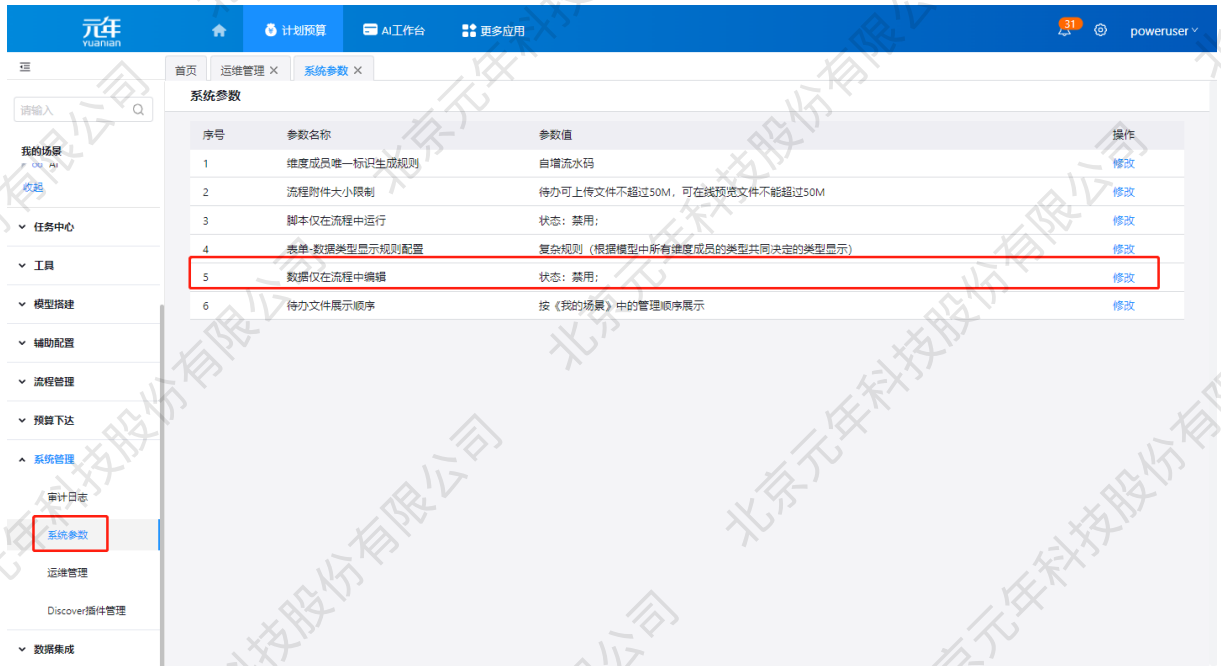 元年
yuanian
计划预算
AI工作台
更多应用
31
poweruser
首页
运维管理 ×
系统参数 ×
请输入
系统参数
我的场景
AI
收起
任务中心
工具
模型搭建
辅助配置
流程管理
预算下达
系统管理
审计日志
系统参数
运维管理
Discover插件管理
数据集成
序号 参数名称 参数值 操作
1 维度成员唯一标识生成规则 自增流水码 修改
2 流程附件大小限制 待办可上传文件不超过50M，可在线预览文件不能超过50M 修改
3 脚本仅在流程中运行 状态：禁用; 修改
4 表单-数据类型显示规则配置 复杂规则（根据模型中所有维度成员的类型共同决定的类型显示） 修改
5 数据仅在流程中编辑 状态：禁用; 修改
6 待办文件展示顺序 按《我的场景》中的管理顺序展示 修改
北京元年科技股份有限公司